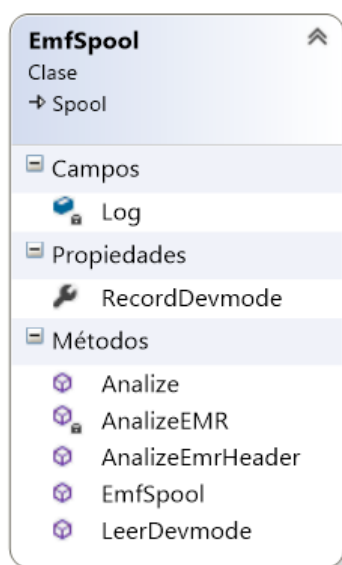 EmfSpool
Clase
Spool
Campos
Log
Propiedades
RecordDevmode
Métodos
Analize
AnalizeEMR
AnalizeEmrHeader
EmfSpool
LeerDevmode